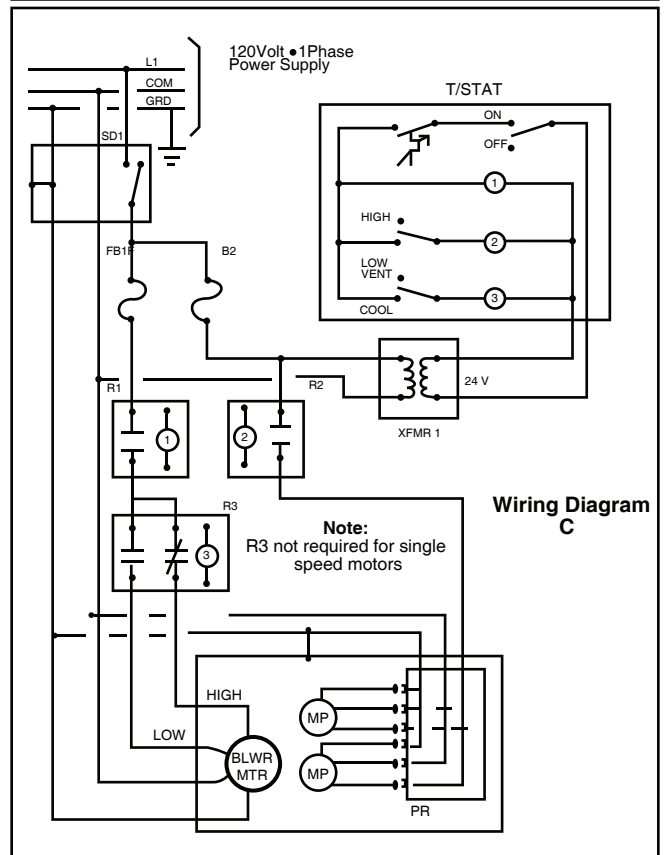 120Volt ●1Phase
Power Supply
L1
COM
GRD
SD1
T/STAT
ON
OFF
1
HIGH
2
LOW
VENT
3
COOL
FB1F
B2
R1
R2
24 V
XFMR 1
1
2
R3
3
Wiring Diagram
C
Note:
R3 not required for single
speed motors
HIGH
LOW
BLWR
MTR
MP
MP
PR